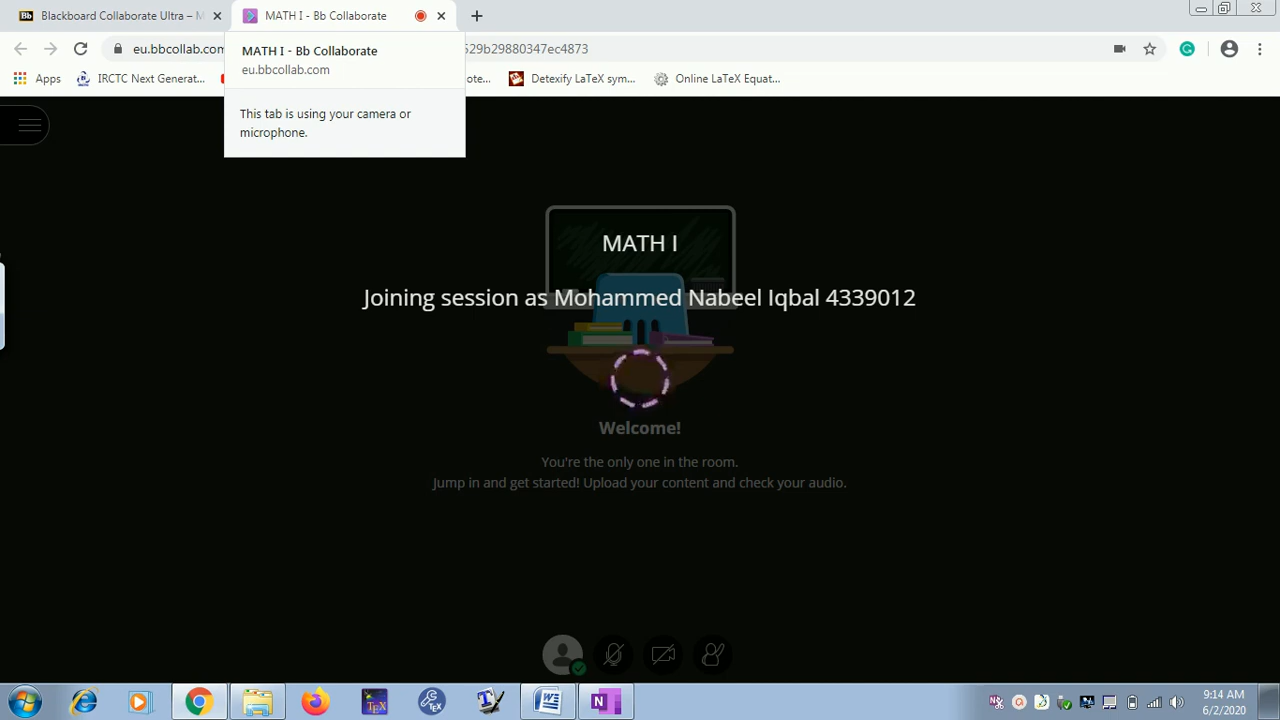 Blackboard Collaborate Ultra – M
MATH I - Bb Collaborate
MATH I - Bb Collaborate
eu.bbcollab.com
eu.bbcollab.com
529b29880347ec4873
Apps
IRCTC Next Generat...
ote...
Detexify LaTeX sym...
Online LaTeX Equat...
This tab is using your camera or
microphone.
MATH I
Joining session as Mohammed Nabeel Iqbal 4339012
Welcome!
You're the only one in the room.
Jump in and get started! Upload your content and check your audio.
9:14 AM
6/2/2020